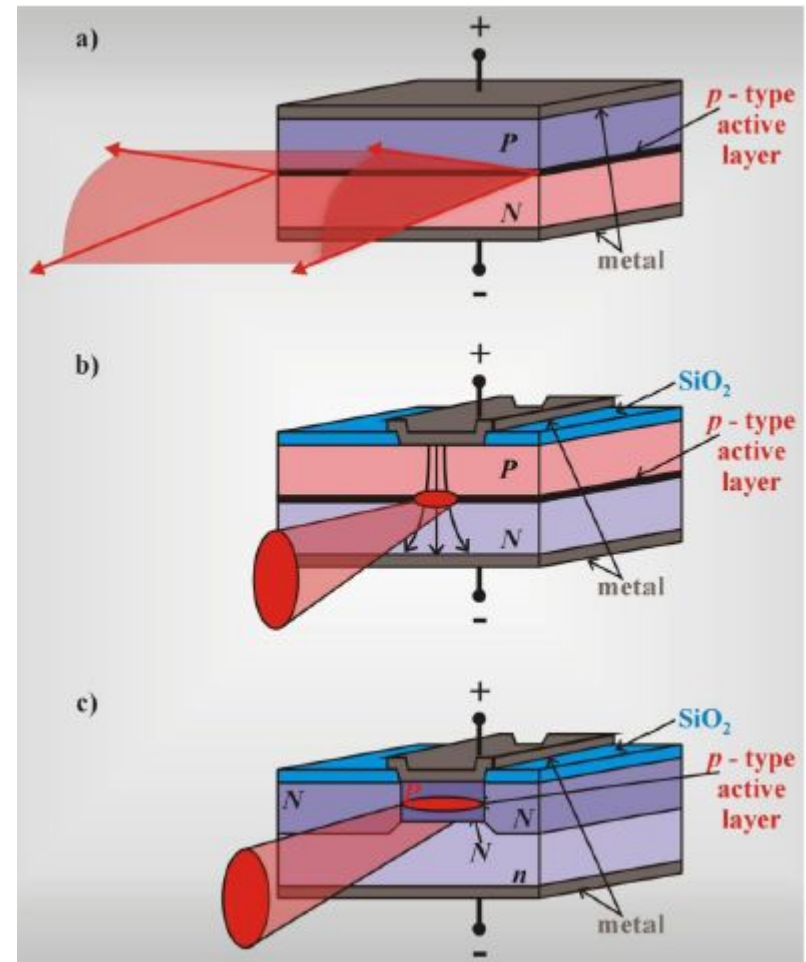 a)
+
p - type
active
layer
P
N
metal
-
b)
+
SiO₂
p - type
active
layer
P
N
metal
-
c)
+
SiO₂
p - type
active
layer
N
P
N
N
n
metal
-